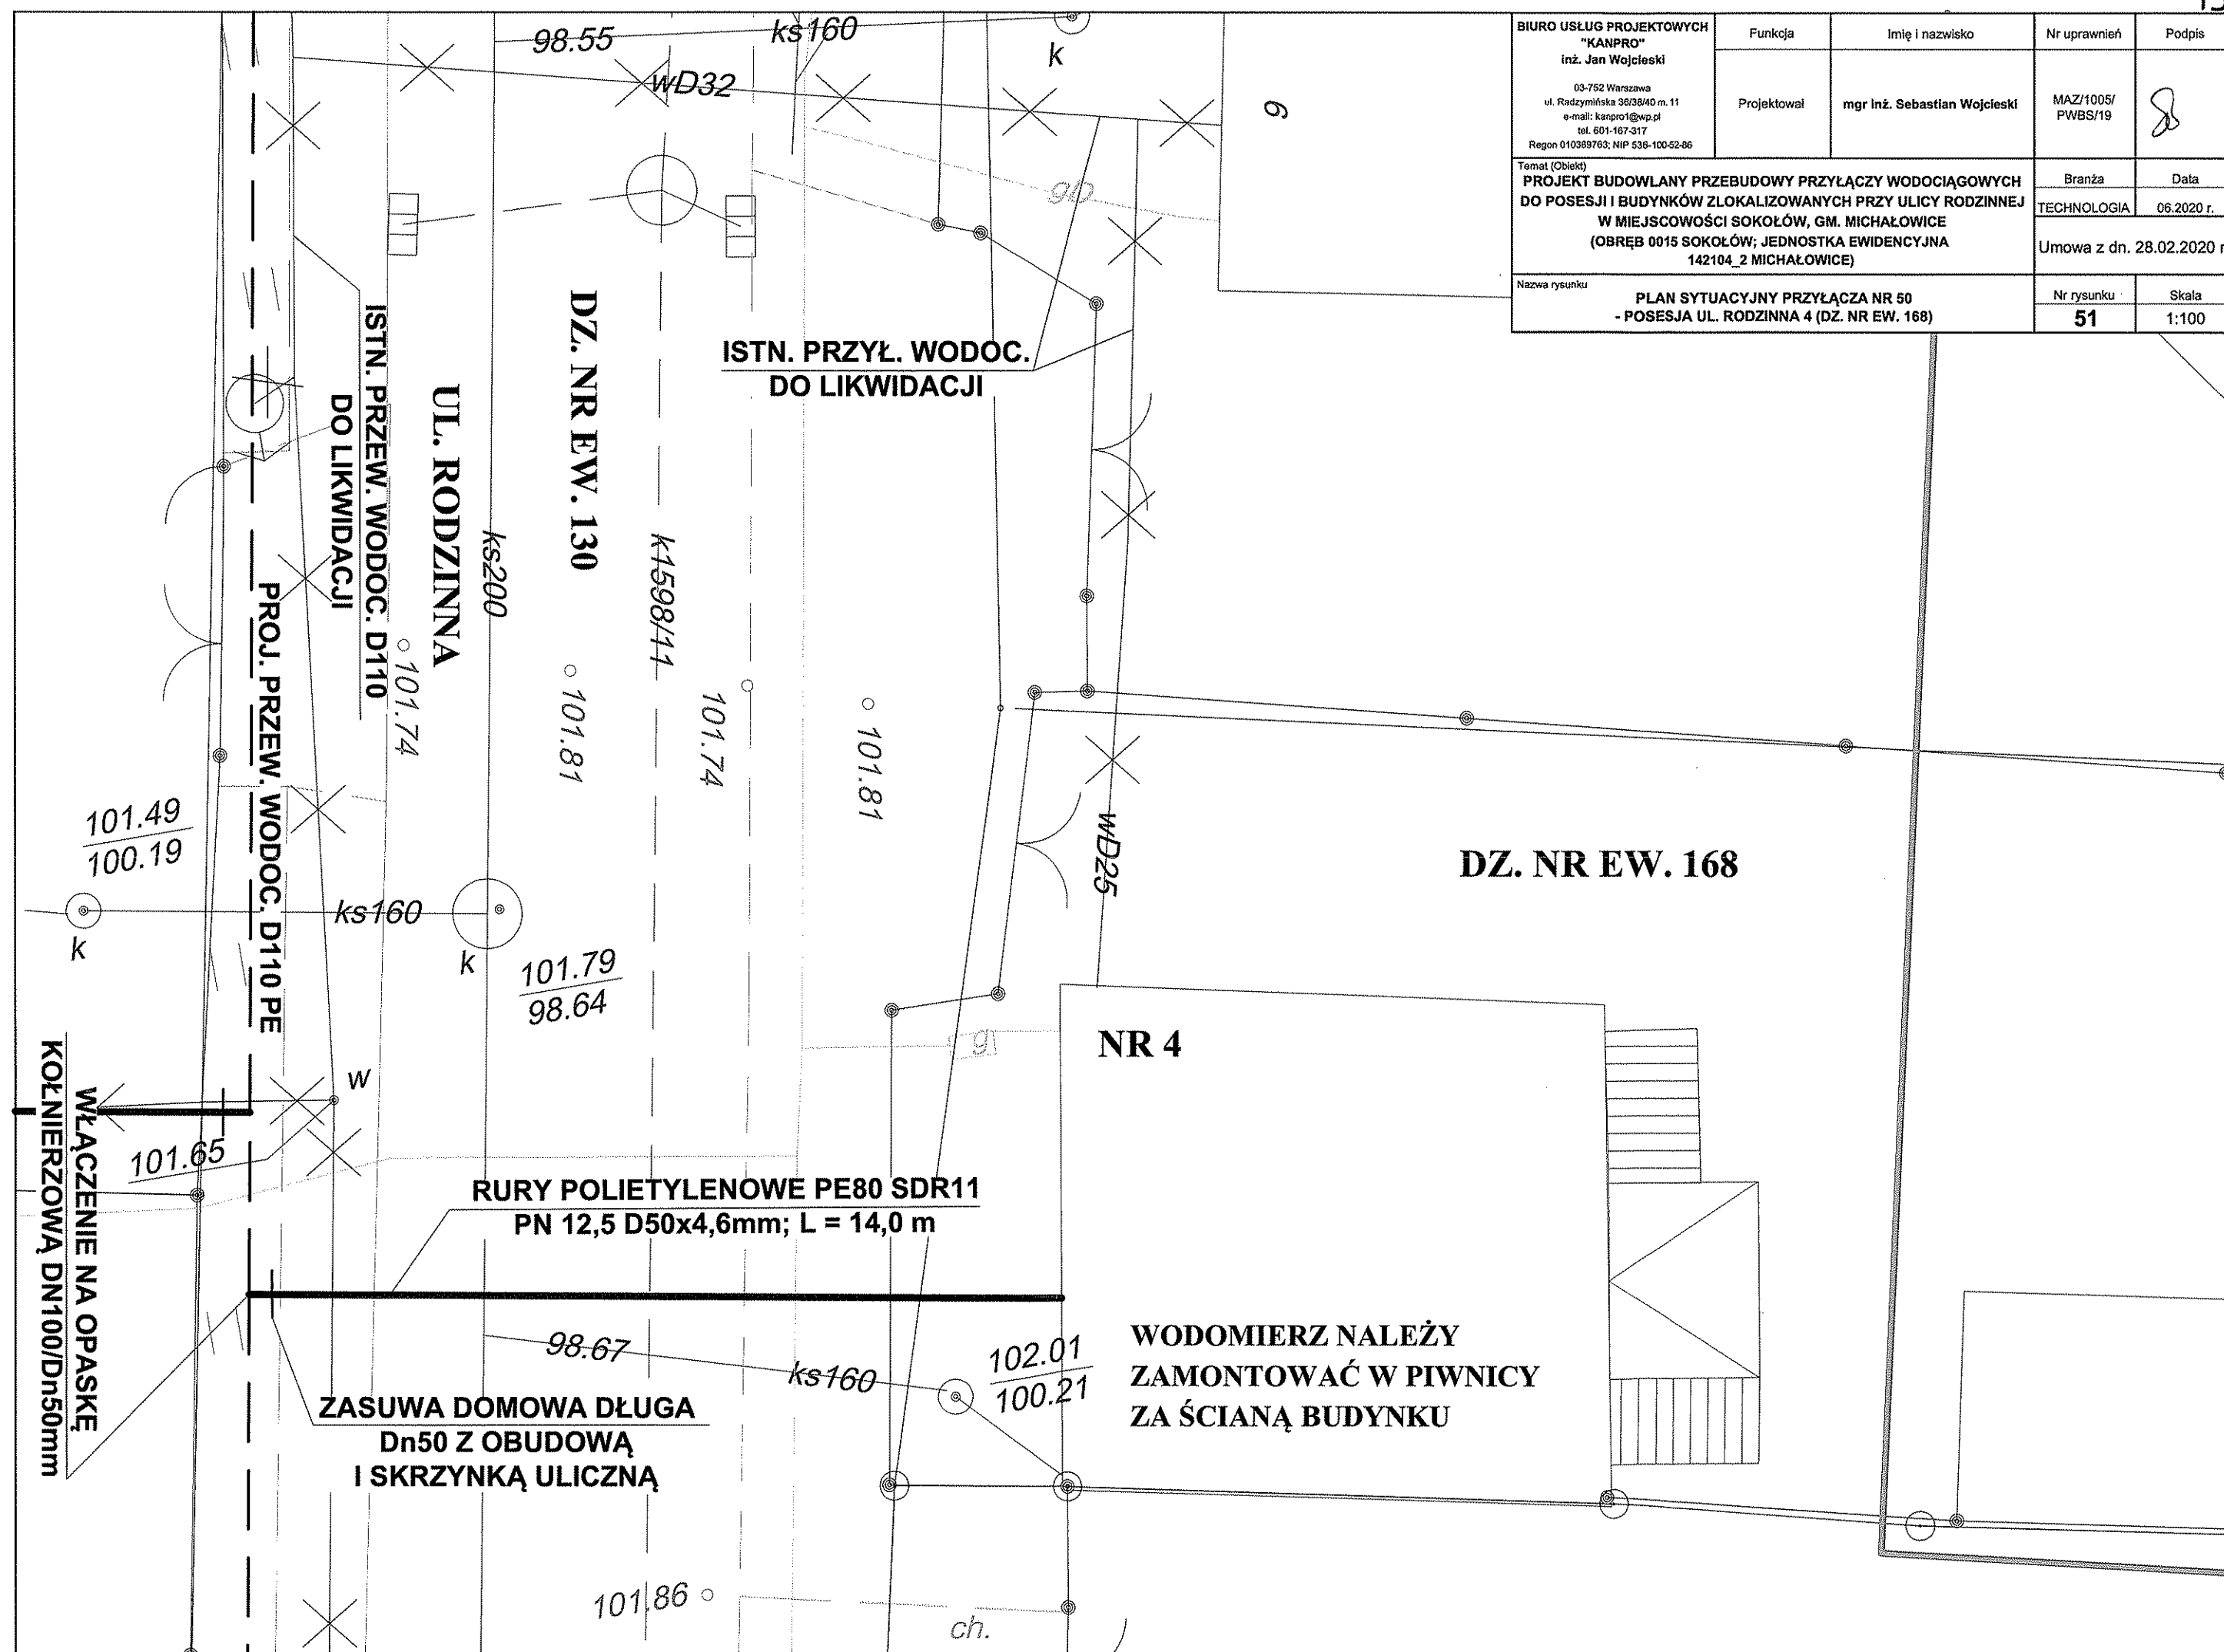 BIURO USŁUG PROJEKTOWYCH
"KANPRO"
inż. Jan Wojcieski
03-752 Warszawa
ul. Radzymińska 36/38/40 m. 11
e-mail: kanpro1@wp.pl
tel. 601-167-317
Regon 010389763; NIP 536-100-52-86
Funkcja
Imię i nazwisko
Nr uprawnień
Podpis
Projektował
mgr inż. Sebastian Wojcieski
MAZ/1005/
PWBS/19
Temat (Obiekt)
PROJEKT BUDOWLANY PRZEBUDOWY PRZYŁĄCZY WODOCIĄGOWYCH
DO POSESJI I BUDYNKÓW ZLOKALIZOWANYCH PRZY ULICY RODZINNEJ
W MIEJSCOWOŚCI SOKOŁÓW, GM. MICHAŁOWICE
(OBRĘB 0015 SOKOŁÓW; JEDNOSTKA EWIDENCYJNA
142104_2 MICHAŁOWICE)
Branża
Data
TECHNOLOGIA
06.2020 r.
Umowa z dn. 28.02.2020 r
Nazwa rysunku
PLAN SYTUACYJNY PRZYŁĄCZA NR 50
- POSESJA UL. RODZINNA 4 (DZ. NR EW. 168)
Nr rysunku
Skala
51
1:100
98.55
ks160
k
wD32
6
gb
ISTN. PRZEW. WODOC. D110
DO LIKWIDACJI
UL. RODZINNA
DZ. NR EW. 130
ISTN. PRZYŁ. WODOC.
DO LIKWIDACJI
ks200
k1598/11
PROJ. PRZEW. WODOC. D110 PE
101.74
101.81
101.74
101.81
101.49
100.19
wD25
DZ. NR EW. 168
k
ks160
k
101.79
98.64
g
NR 4
w
101.65
WŁĄCZENIE NA OPASKĘ
KOŁNIERZOWĄ DN100/Dn50mm
RURY POLIETYLENOWE PE80 SDR11
PN 12,5 D50x4,6mm; L = 14,0 m
98.67
ks160
102.01
100.21
WODOMIERZ NALEŻY
ZAMONTOWAĆ W PIWNICY
ZA ŚCIANĄ BUDYNKU
ZASUWA DOMOWA DŁUGA
Dn50 Z OBUDOWĄ
I SKRZYNKĄ ULICZNĄ
101.86
ch.